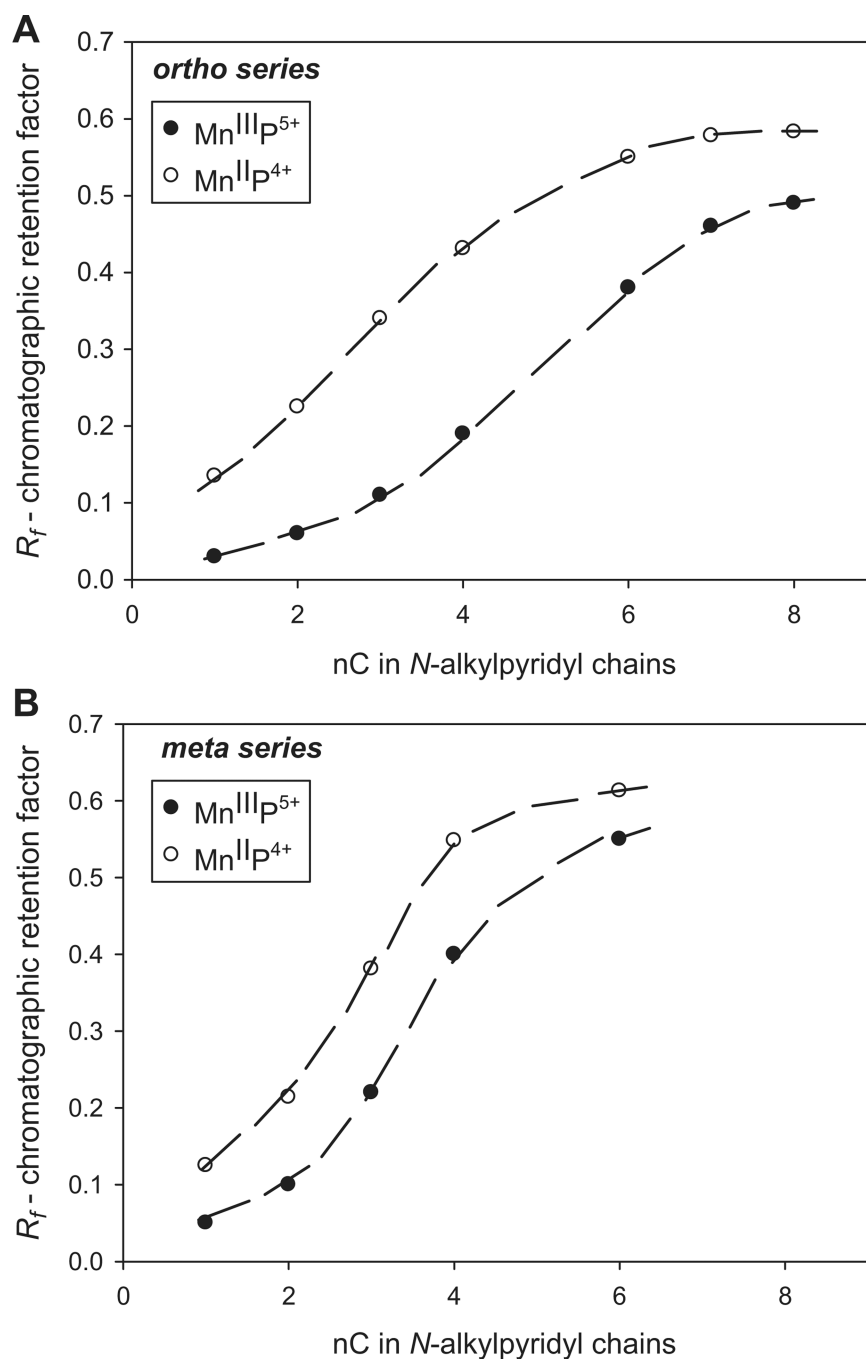 A
ortho series
Mn^III P^5+
Mn^II P^4+
R_f - chromatographic retention factor
0.7
0.6
0.5
0.4
0.3
0.2
0.1
0.0
0 2 4 6 8
nC in N-alkylpyridyl chains
B
meta series
Mn^III P^5+
Mn^II P^4+
R_f - chromatographic retention factor
0.7
0.6
0.5
0.4
0.3
0.2
0.1
0.0
0 2 4 6 8
nC in N-alkylpyridyl chains